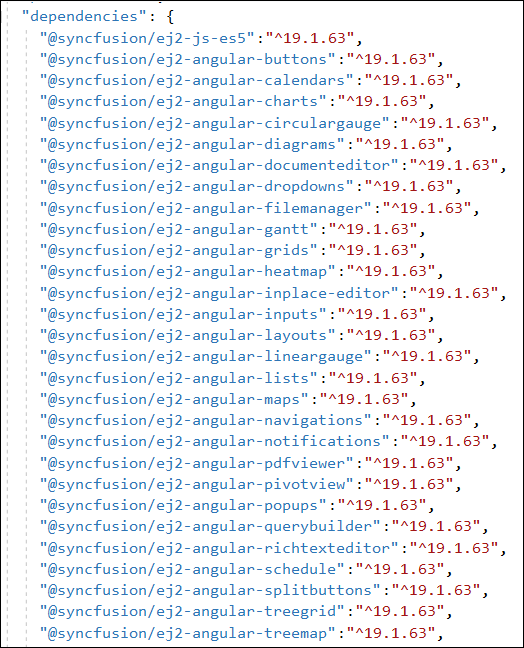 "dependencies": {
"@syncfusion/ej2-js-es5":"^19.1.63",
"@syncfusion/ej2-angular-buttons":"^19.1.63",
"@syncfusion/ej2-angular-calendars":"^19.1.63",
"@syncfusion/ej2-angular-charts":"^19.1.63",
"@syncfusion/ej2-angular-circulargauge":"^19.1.63",
"@syncfusion/ej2-angular-diagrams":"^19.1.63",
"@syncfusion/ej2-angular-documenteditor":"^19.1.63",
"@syncfusion/ej2-angular-dropdowns":"^19.1.63",
"@syncfusion/ej2-angular-filemanager":"^19.1.63",
"@syncfusion/ej2-angular-gantt":"^19.1.63",
"@syncfusion/ej2-angular-grids":"^19.1.63",
"@syncfusion/ej2-angular-heatmap":"^19.1.63",
"@syncfusion/ej2-angular-inplace-editor":"^19.1.63",
"@syncfusion/ej2-angular-inputs":"^19.1.63",
"@syncfusion/ej2-angular-layouts":"^19.1.63",
"@syncfusion/ej2-angular-lineargauge":"^19.1.63",
"@syncfusion/ej2-angular-lists":"^19.1.63",
"@syncfusion/ej2-angular-maps":"^19.1.63",
"@syncfusion/ej2-angular-navigations":"^19.1.63",
"@syncfusion/ej2-angular-notifications":"^19.1.63",
"@syncfusion/ej2-angular-pdfviewer":"^19.1.63",
"@syncfusion/ej2-angular-pivotview":"^19.1.63",
"@syncfusion/ej2-angular-popups":"^19.1.63",
"@syncfusion/ej2-angular-querybuilder":"^19.1.63",
"@syncfusion/ej2-angular-richtexteditor":"^19.1.63",
"@syncfusion/ej2-angular-schedule":"^19.1.63",
"@syncfusion/ej2-angular-splitbuttons":"^19.1.63",
"@syncfusion/ej2-angular-treegrid":"^19.1.63",
"@syncfusion/ej2-angular-treemap":"^19.1.63",